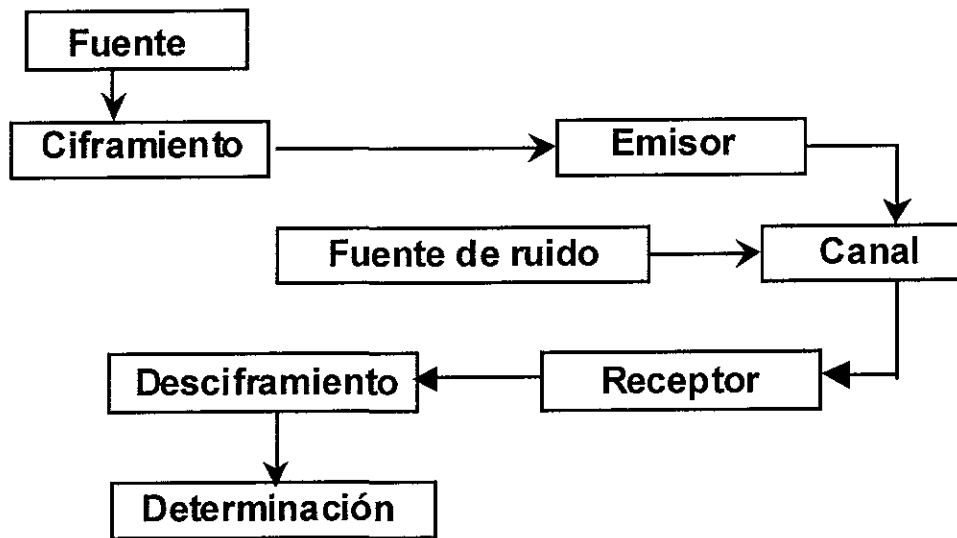 Fuente
Ciframiento
Emisor
Fuente de ruido
Canal
Receptor
Desciframiento
Determinación